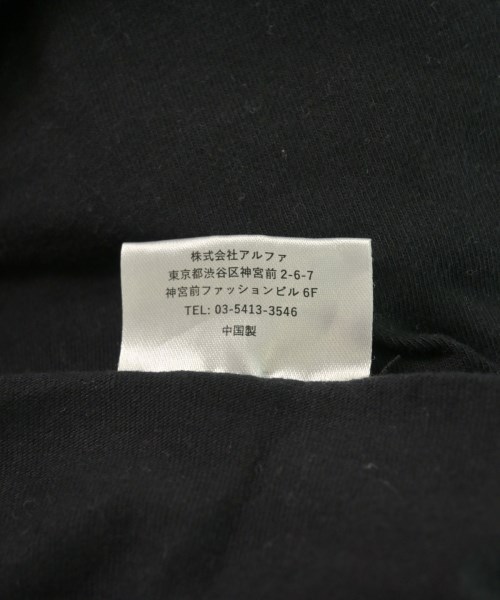 株式会社アルファ
東京都渋谷区神宮前 2-6-7
神宮前ファッションビル 6F
TEL: 03-5413-3546
中国製